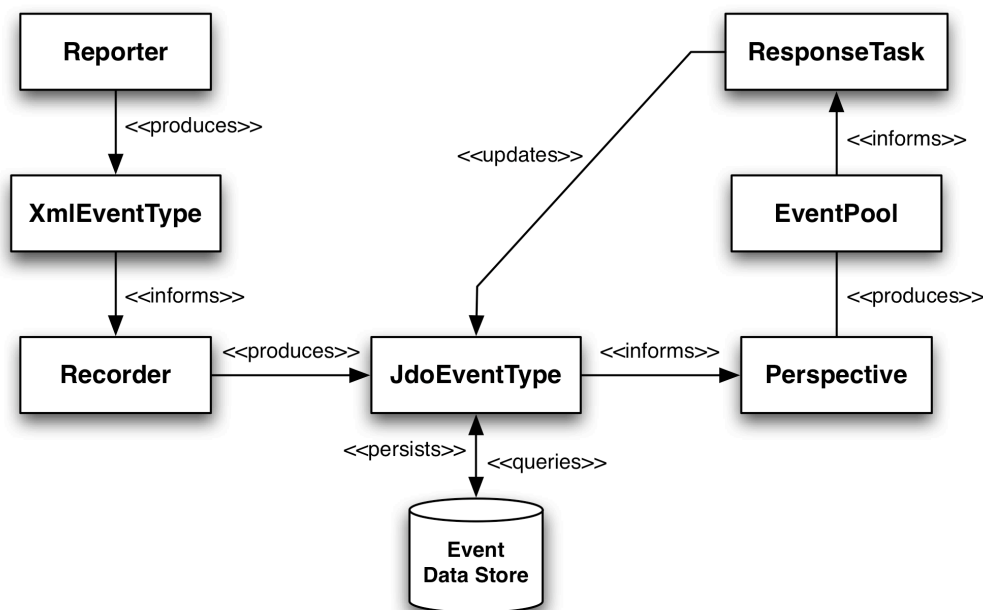 Reporter
ResponseTask
<<produces>>
<<informs>>
<<updates>>
XmlEventType
EventPool
<<informs>>
<<produces>>
<<produces>>
<<informs>>
Recorder
JdoEventType
Perspective
<<persists>>
<<queries>>
Event
Data Store